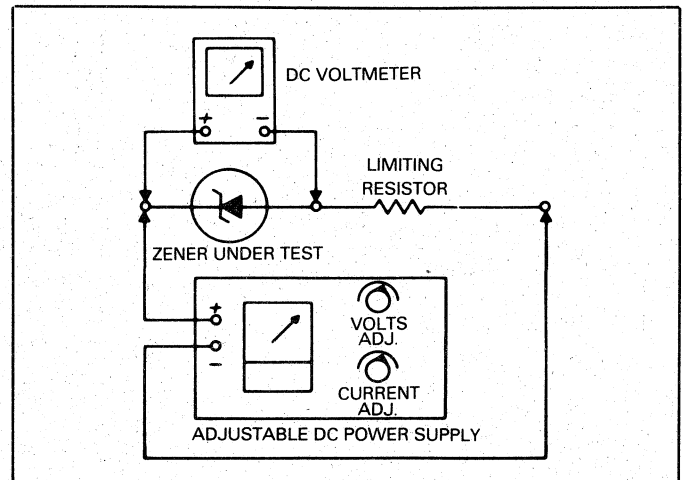 DC VOLTMETER
+ −
LIMITING
RESISTOR
ZENER UNDER TEST
+
−
VOLTS
ADJ.
CURRENT
ADJ.
ADJUSTABLE DC POWER SUPPLY